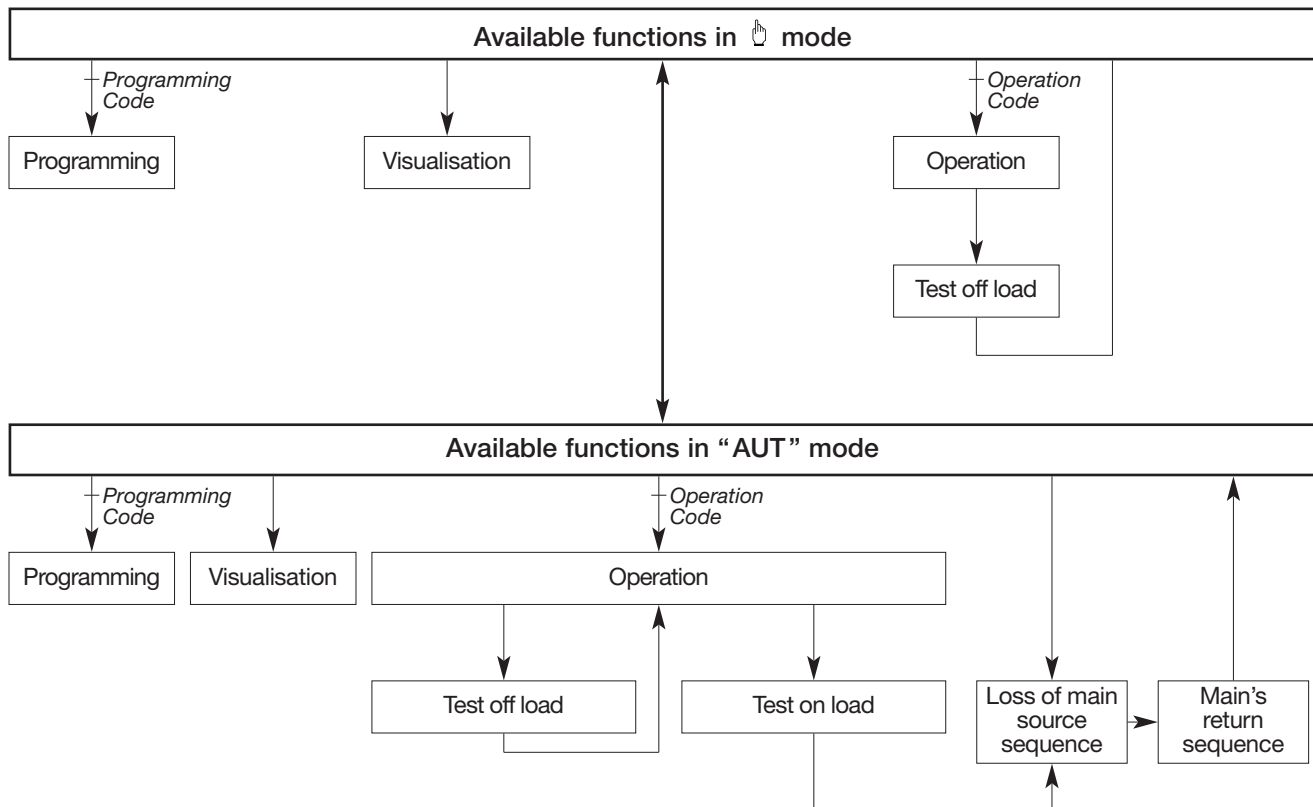 Available functions in mode
Programming
Code
Operation
Code
Programming
Visualisation
Operation
Test off load
Available functions in “AUT” mode
Programming
Code
Operation
Code
Programming
Visualisation
Operation
Test off load
Test on load
Loss of main
source
sequence
Main’s
return
sequence